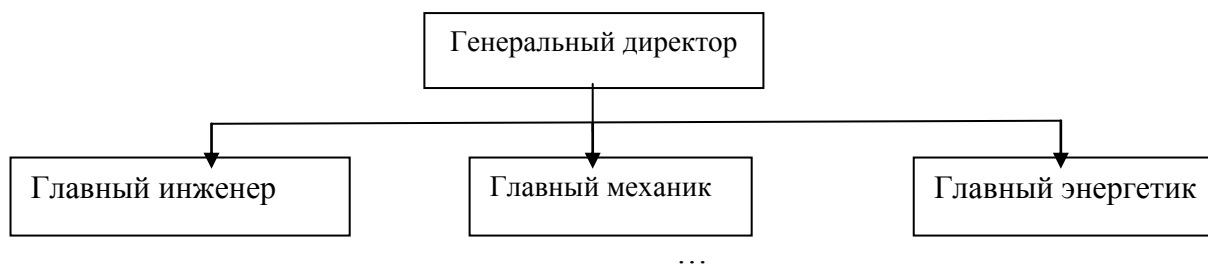 Генеральный директор
Главный инженер
Главный механик
Главный энергетик
…